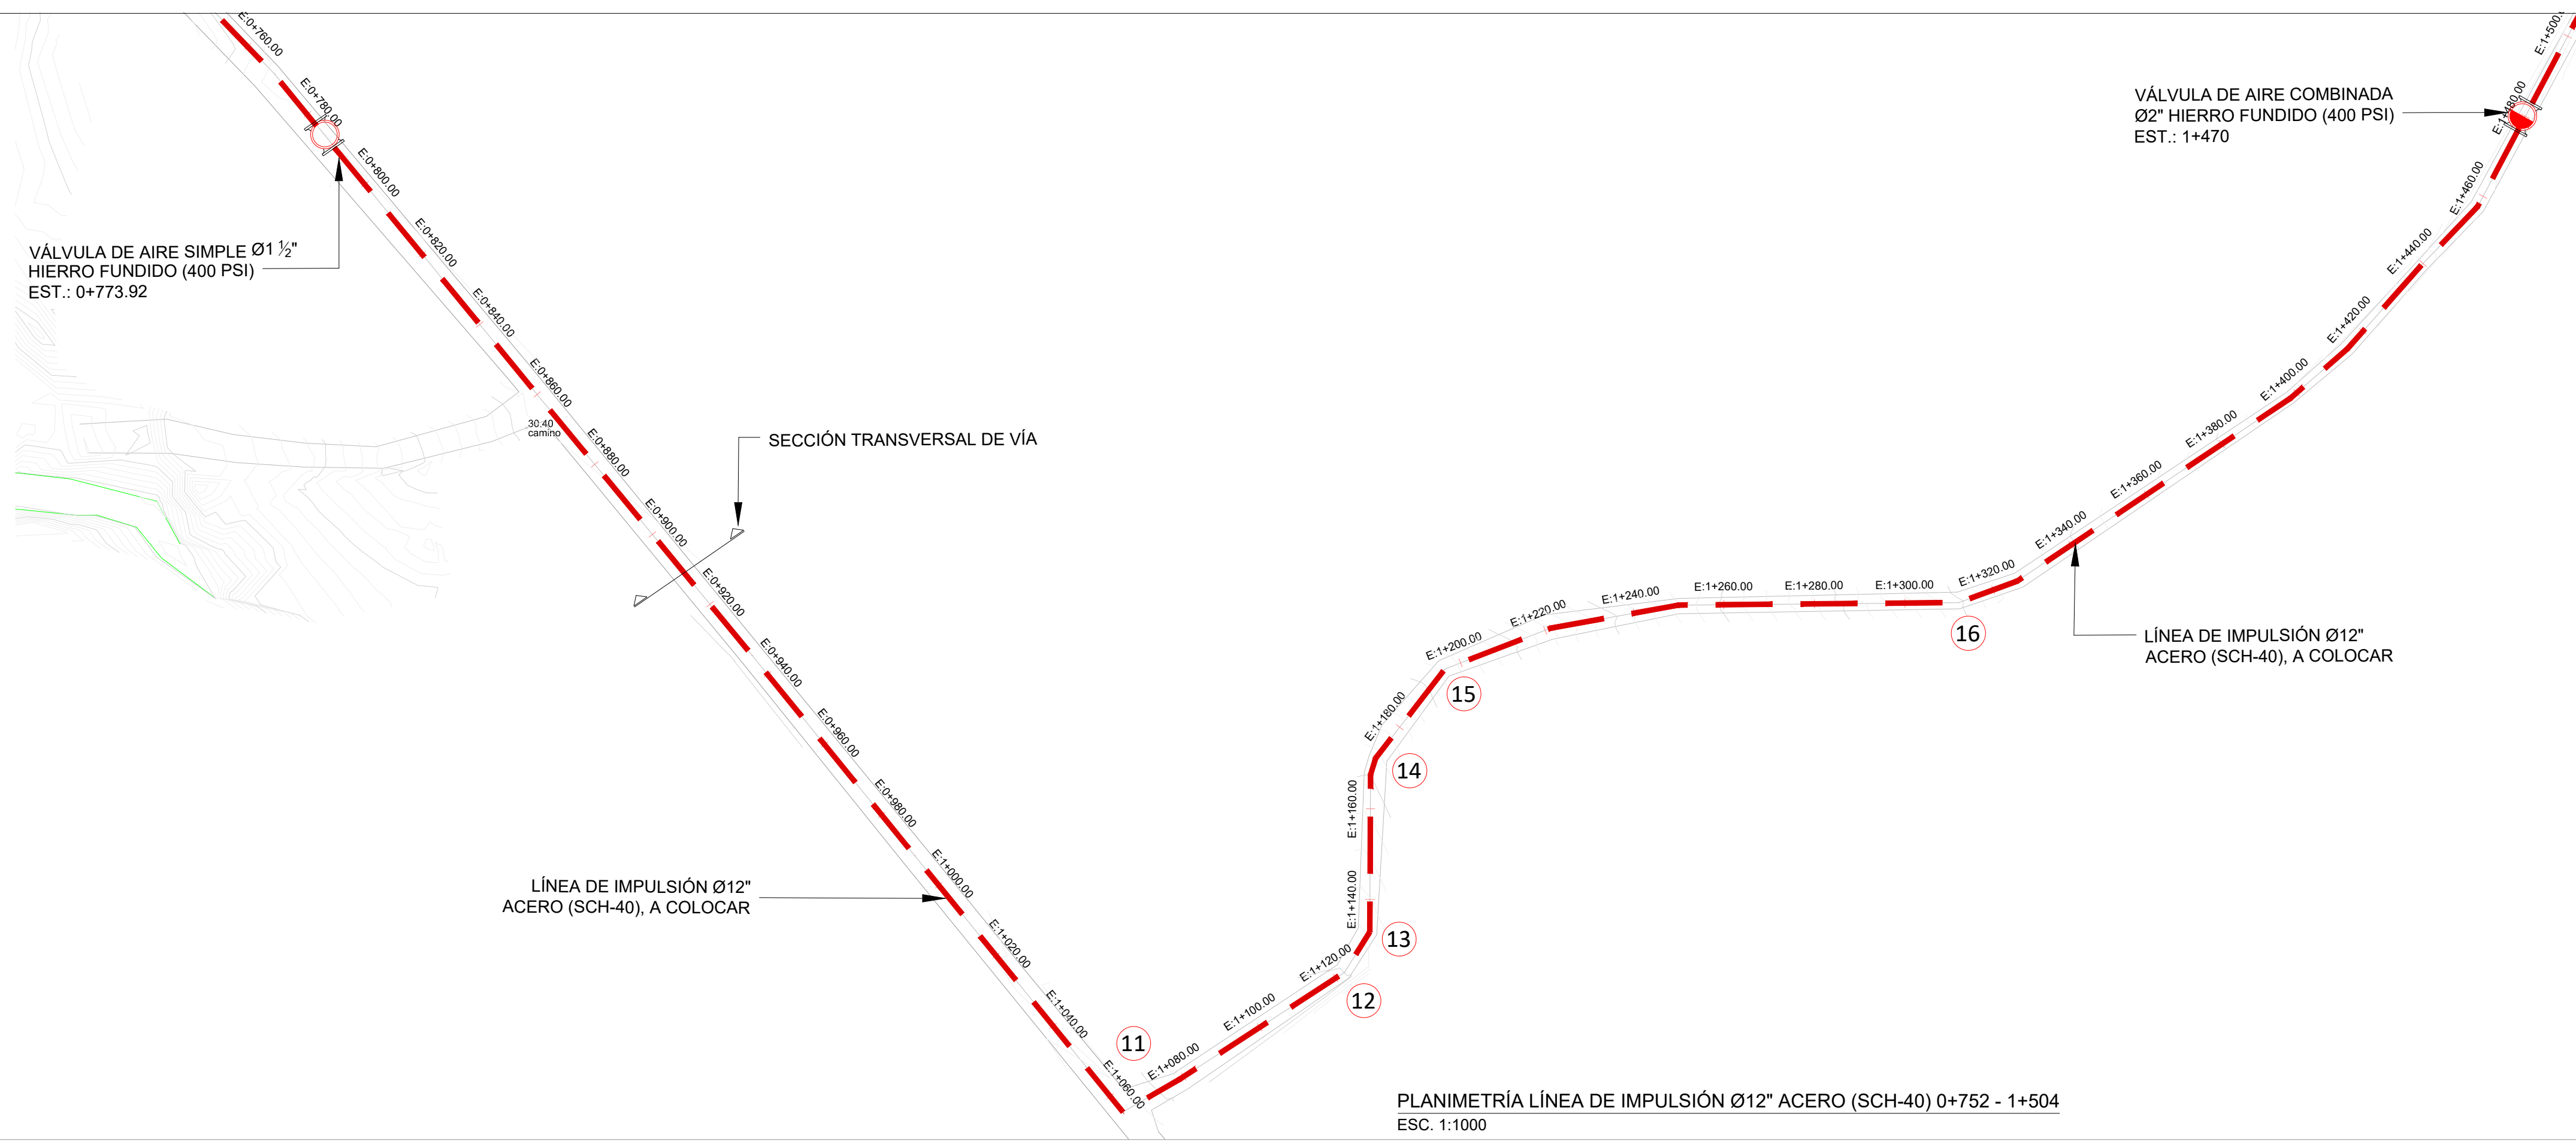 E:0+760.00
E:0+780.00
E:0+800.00
E:0+820.00
E:0+840.00
E:0+860.00
E:0+880.00
E:0+900.00
E:0+920.00
E:0+940.00
E:0+960.00
E:0+980.00
E:1+000.00
E:1+020.00
E:1+040.00
E:1+060.00
E:1+080.00
E:1+100.00
E:1+120.00
E:1+140.00
E:1+160.00
E:1+180.00
E:1+200.00
E:1+220.00
E:1+240.00
E:1+260.00
E:1+280.00
E:1+300.00
E:1+320.00
E:1+340.00
E:1+360.00
E:1+380.00
E:1+400.00
E:1+420.00
E:1+440.00
E:1+460.00
E:1+480.00
E:1+500.
VÁLVULA DE AIRE SIMPLE Ø1 ½"
HIERRO FUNDIDO (400 PSI)
EST.: 0+773.92
30.40
camino
SECCIÓN TRANSVERSAL DE VÍA
VÁLVULA DE AIRE COMBINADA
Ø2" HIERRO FUNDIDO (400 PSI)
EST.: 1+470
LÍNEA DE IMPULSIÓN Ø12"
ACERO (SCH-40), A COLOCAR
LÍNEA DE IMPULSIÓN Ø12"
ACERO (SCH-40), A COLOCAR
11
12
13
14
15
16
PLANIMETRÍA LÍNEA DE IMPULSIÓN Ø12" ACERO (SCH-40) 0+752 - 1+504
ESC. 1:1000